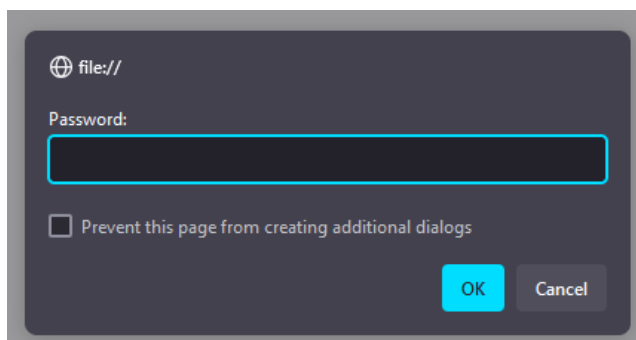 file://
Password:
Prevent this page from creating additional dialogs
OK
Cancel